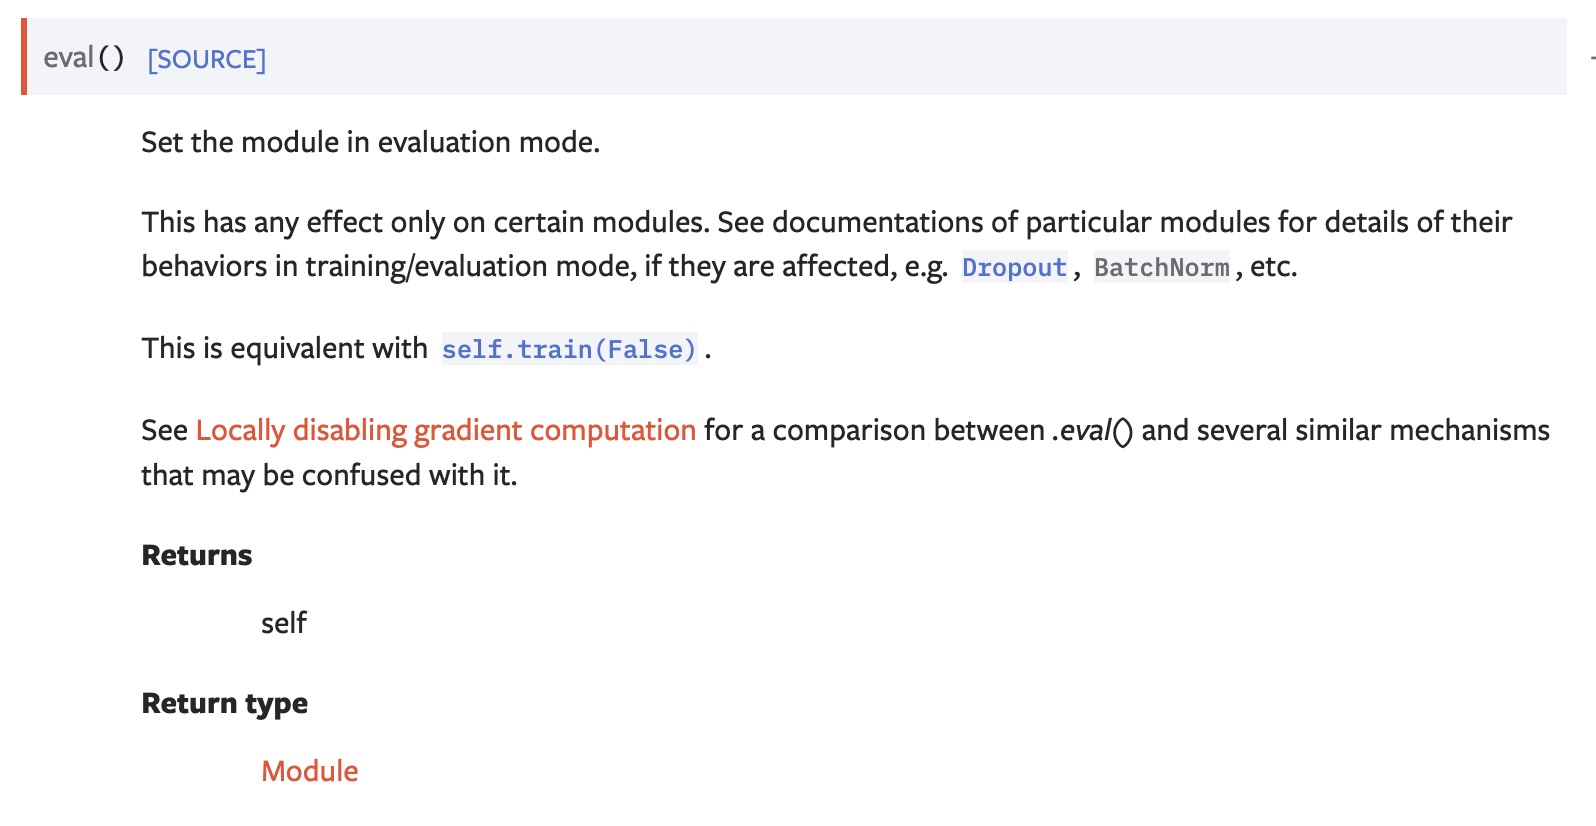 eval() [SOURCE]
Set the module in evaluation mode.
This has any effect only on certain modules. See documentations of particular modules for details of their
behaviors in training/evaluation mode, if they are affected, e.g. Dropout, BatchNorm, etc.
This is equivalent with self.train(False).
See Locally disabling gradient computation for a comparison between .eval() and several similar mechanisms
that may be confused with it.
Returns
self
Return type
Module